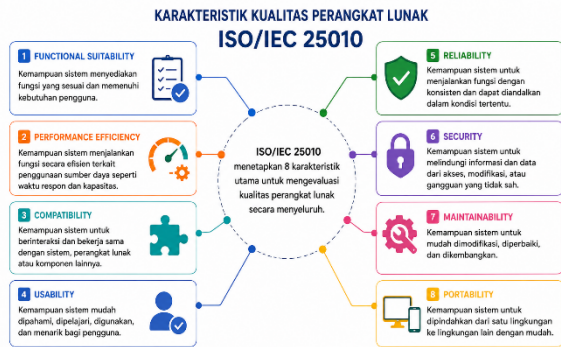 KARAKTERISTIK KUALITAS PERANGKAT LUNAK
ISO/IEC 25010
1 FUNCTIONAL SUITABILITY
Kemampuan sistem menyediakan
fungsi yang sesuai dan memenuhi
kebutuhan pengguna.
2 PERFORMANCE EFFICIENCY
Kemampuan sistem menjalankan
fungsi secara efisien terkait
penggunaan sumber daya seperti
waktu respon dan kapasitas.
3 COMPATIBILITY
Kemampuan sistem untuk
berinteraksi dan bekerja sama
dengan sistem, perangkat lunak
atau komponen lainnya.
4 USABILITY
Kemampuan sistem mudah
dipahami, dipelajari, digunakan,
dan menarik bagi pengguna.
ISO/IEC 25010
menetapkan 8 karakteristik
utama untuk mengevaluasi
kualitas perangkat lunak
secara menyeluruh.
5 RELIABILITY
Kemampuan sistem untuk
menjalankan fungsi dengan
konsisten dan dapat diandalkan
dalam kondisi tertentu.
6 SECURITY
Kemampuan sistem untuk
melindungi informasi dan data
dari akses, modifikasi, atau
gangguan yang tidak sah.
7 MAINTAINABILITY
Kemampuan sistem untuk
mudah dimodifikasi, diperbaiki,
dan dikembangkan.
8 PORTABILITY
Kemampuan sistem untuk
dipindahkan dari satu lingkungan
ke lingkungan lain dengan mudah.